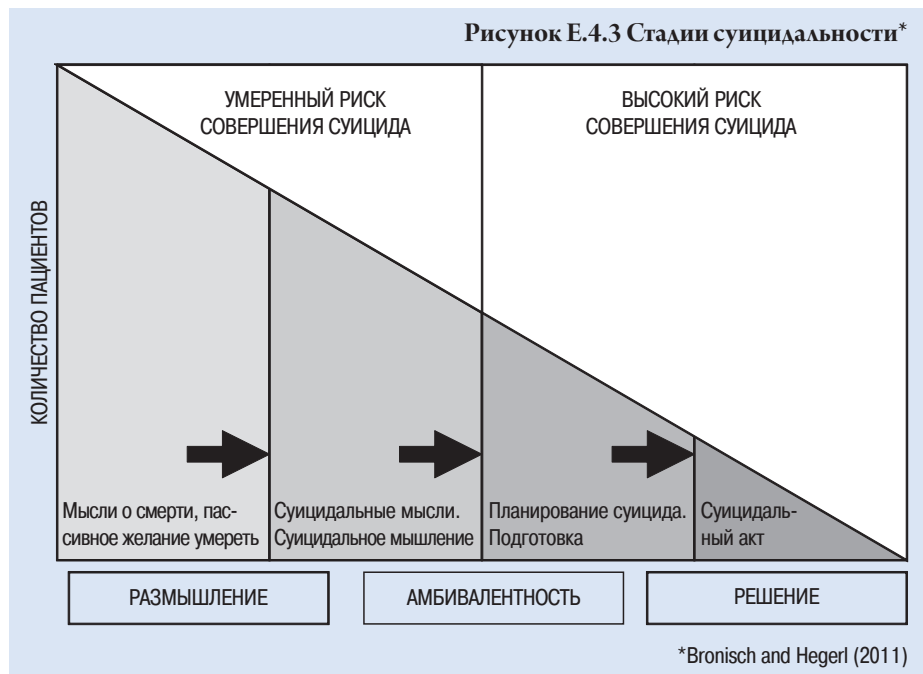 Рисунок Е.4.3 Стадии суицидальности*
УМЕРЕННЫЙ РИСК
СОВЕРШЕНИЯ СУИЦИДА
ВЫСОКИЙ РИСК
СОВЕРШЕНИЯ СУИЦИДА
КОЛИЧЕСТВО ПАЦИЕНТОВ
Мысли о смерти, пас-
сивное желание умереть
Суицидальные мысли.
Суицидальное мышление
Планирование суицида.
Подготовка
Суицидаль-
ный акт
РАЗМЫШЛЕНИЕ
АМБИВАЛЕНТНОСТЬ
РЕШЕНИЕ
*Bronisch and Hegerl (2011)